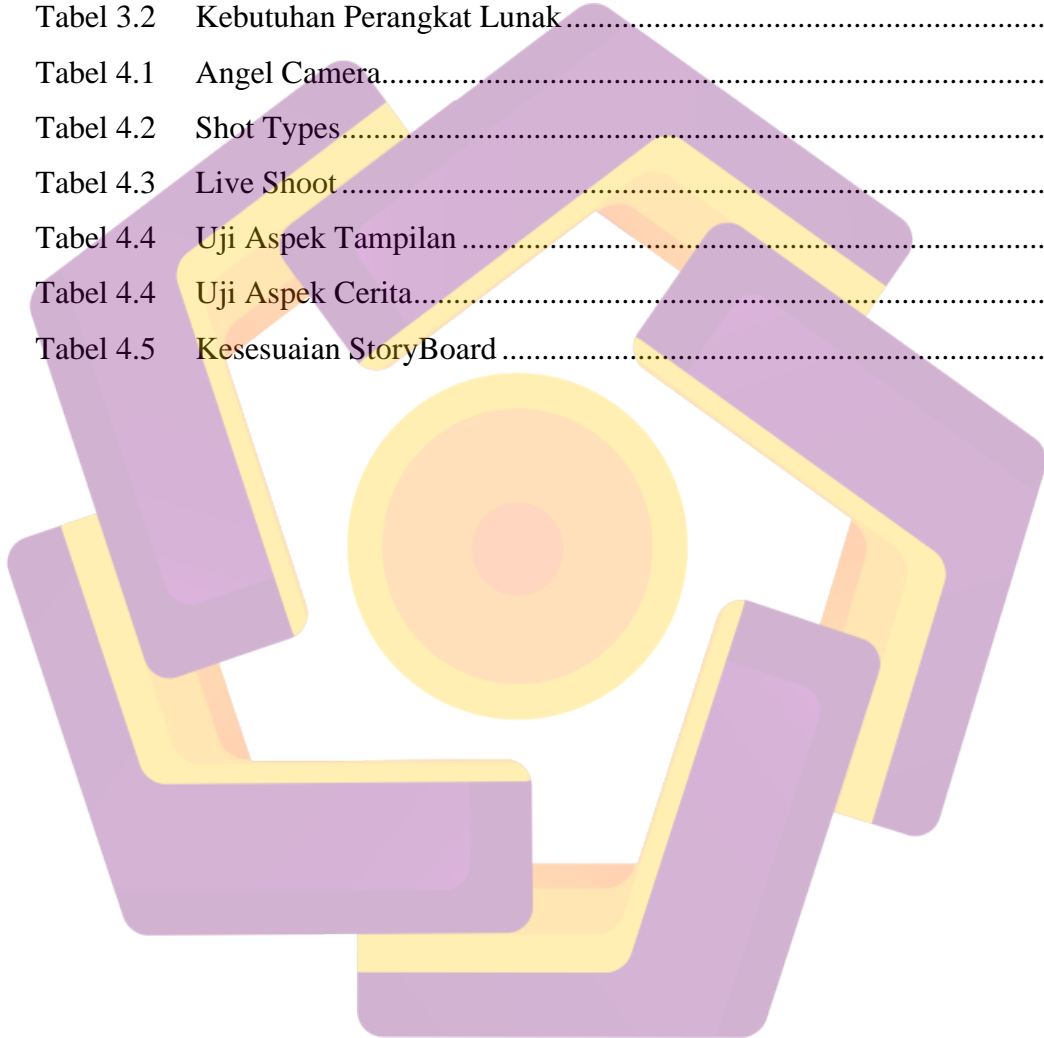 Tabel 3.2 Kebutuhan Perangkat Lunak ............................................................
Tabel 4.1 Angel Camera...................................................................................
Tabel 4.2 Shot Types........................................................................................
Tabel 4.3 Live Shoot ........................................................................................
Tabel 4.4 Uji Aspek Tampilan .........................................................................
Tabel 4.4 Uji Aspek Cerita...............................................................................
Tabel 4.5 Kesesuaian StoryBoard ....................................................................